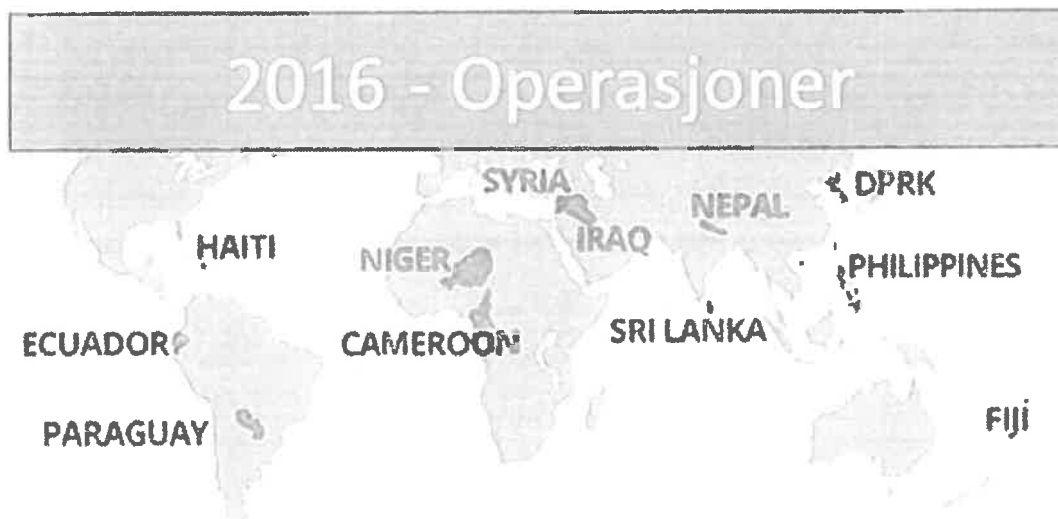 2016 - Operasjoner
SYRIA
DPRK
NEPAL
HAITI
IRAQ
NIGER
PHILIPPINES
ECUADOR
CAMEROON
SRI LANKA
PARAGUAY
FIJI